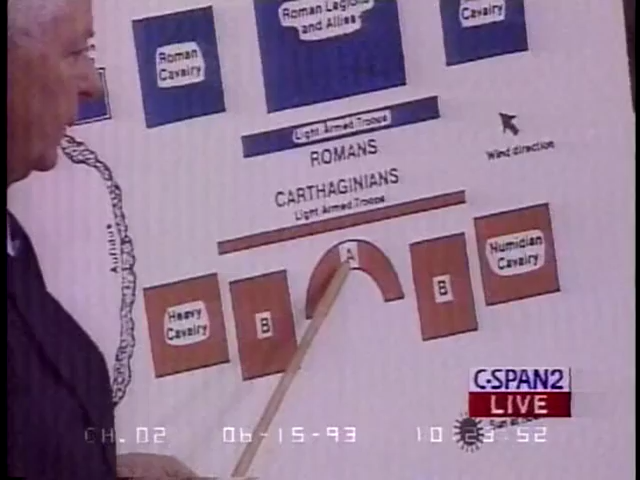 Roman
Cavalry
Roman Legions
and Allies
Cavalry
Light Armed Troops
ROMANS
Wind direction
CARTHAGINIANS
Light Armed Troops
Aufidus
A
Heavy
Cavalry
B
B
Numidian
Cavalry
C-SPAN2
LIVE
CH.02 06-15-93 10:23:52